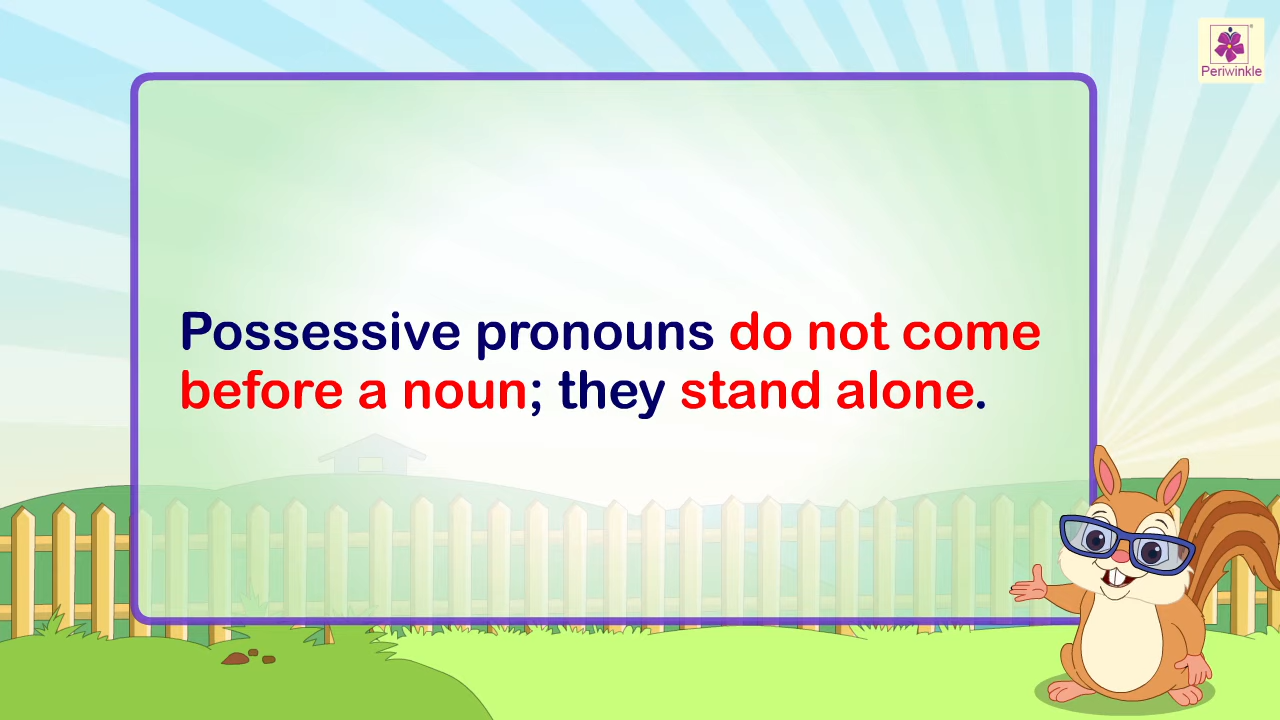 Periwinkle
Possessive pronouns do not come
before a noun; they stand alone.